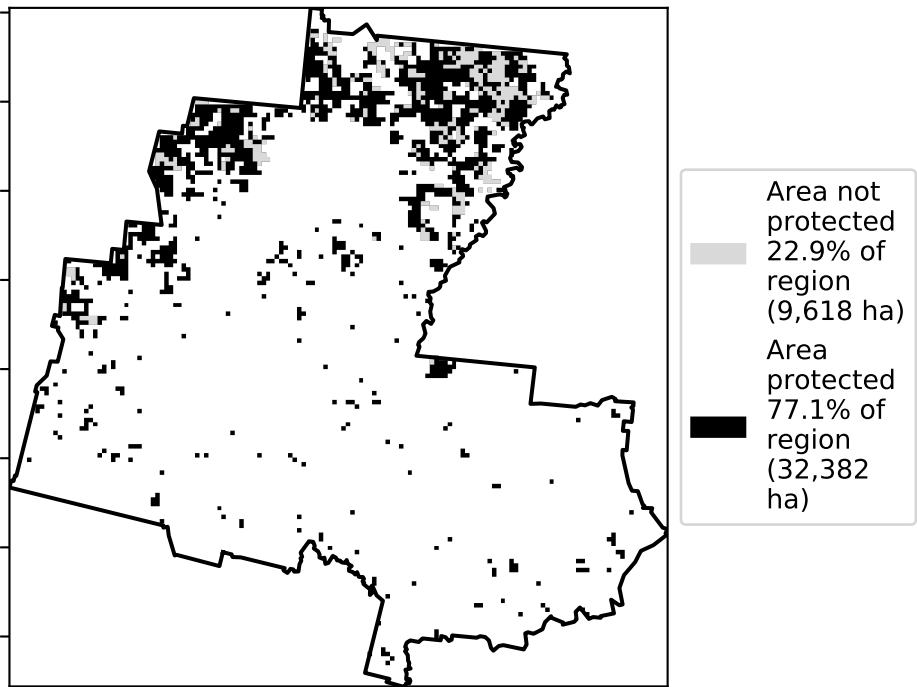 Area not
protected
22.9% of
region
(9,618 ha)
Area
protected
77.1% of
region
(32,382
ha)